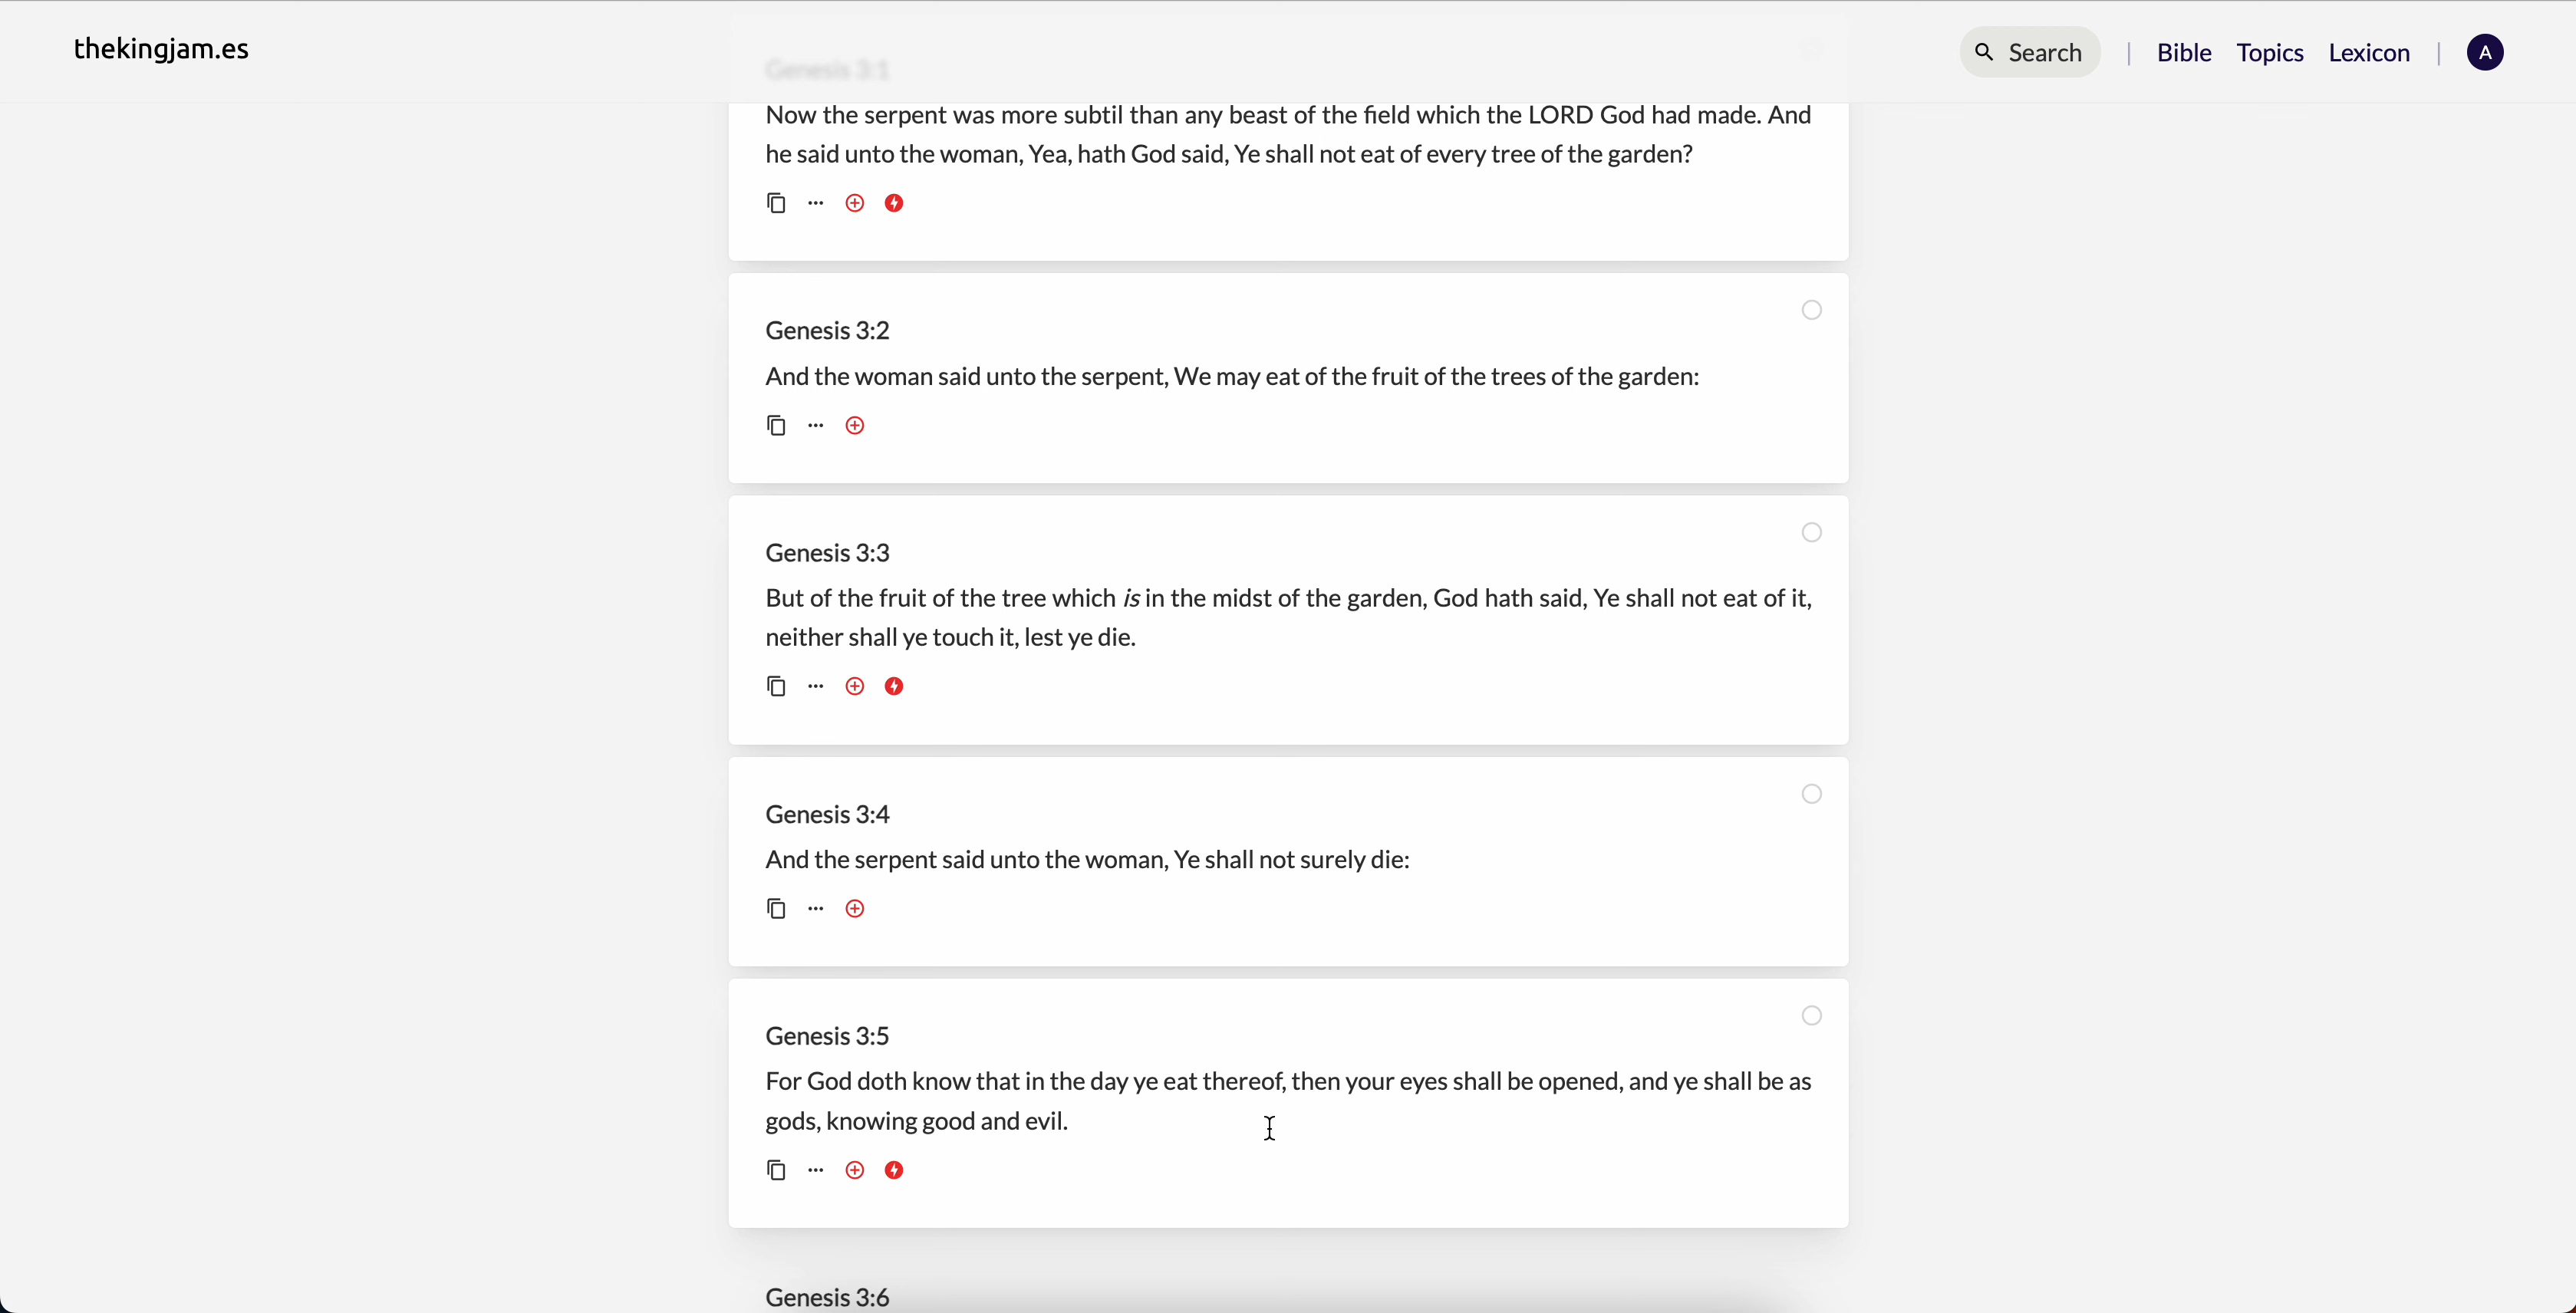 thekingjam.es
Search | Bible Topics Lexicon | A
Genesis 3:1
Now the serpent was more subtil than any beast of the field which the LORD God had made. And
he said unto the woman, Yea, hath God said, Ye shall not eat of every tree of the garden?
Genesis 3:2
And the woman said unto the serpent, We may eat of the fruit of the trees of the garden:
Genesis 3:3
But of the fruit of the tree which is in the midst of the garden, God hath said, Ye shall not eat of it,
neither shall ye touch it, lest ye die.
Genesis 3:4
And the serpent said unto the woman, Ye shall not surely die:
Genesis 3:5
For God doth know that in the day ye eat thereof, then your eyes shall be opened, and ye shall be as
gods, knowing good and evil.
Genesis 3:6